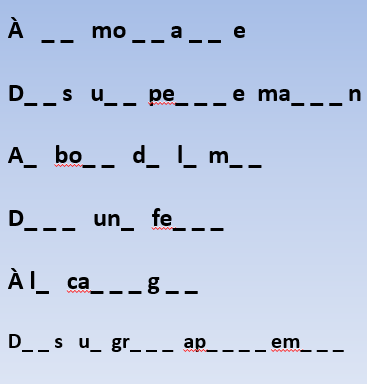 À _ _ mo _ _ a _ _ e
D_ _ s u_ _ pe_ _ _ e ma_ _ _ n
A_ bo_ _ d_ l_ m_ _
D_ _ _ un_ fe_ _ _
À l_ ca_ _ _ g _ _
D_ _ s u_ gr_ _ _ ap_ _ _ _ em_ _ _